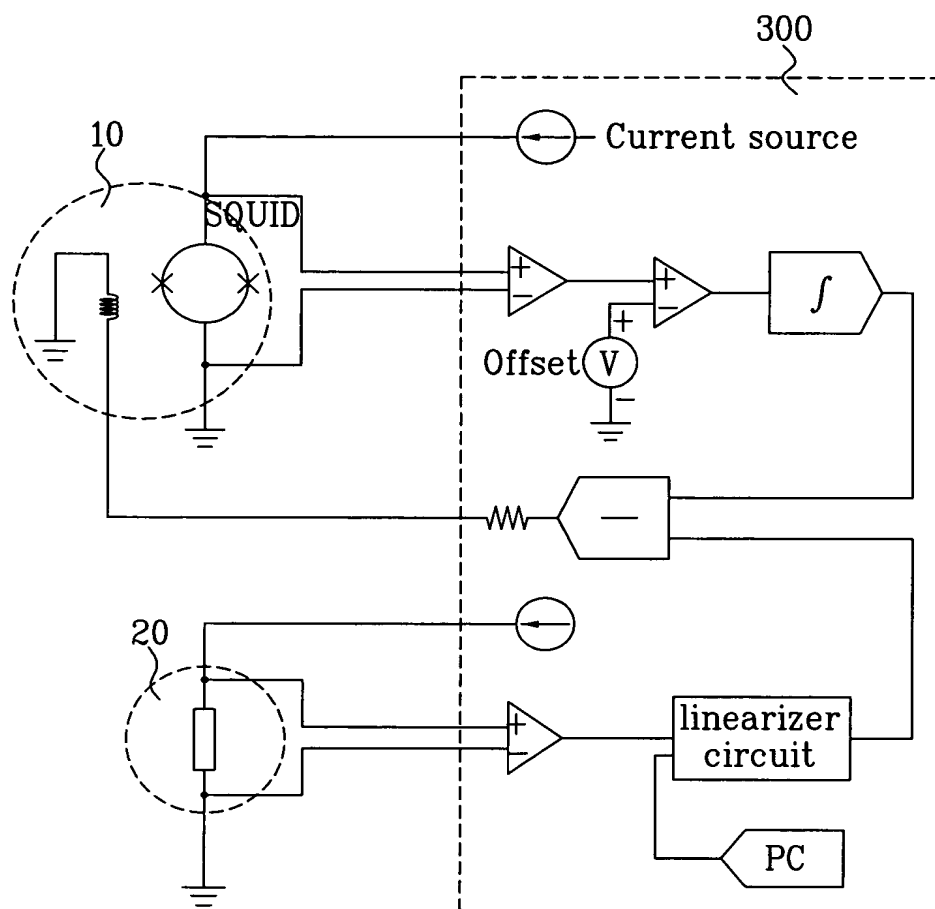 300
10
Current source
SQUID
+
−
+
−
∫
+
Offset
V
−
—
20
+
−
linearizer
circuit
PC